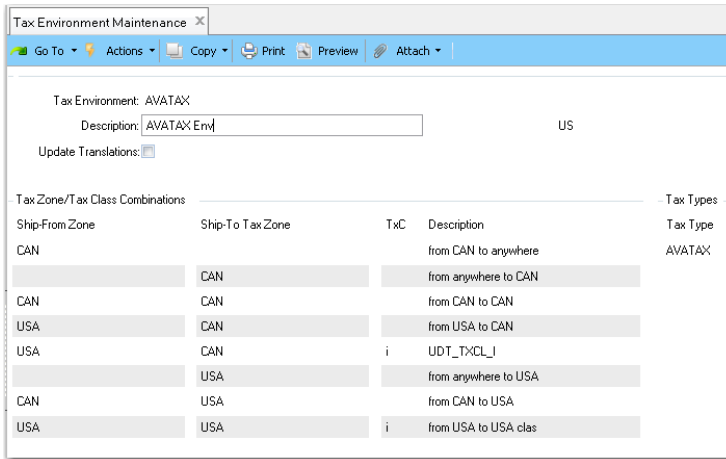 Tax Environment Maintenance
Go To Actions Copy Print Preview Attach
Tax Environment: AVATAX
Description: AVATAX Env US
Update Translations:
Tax Zone/Tax Class Combinations Tax Types
Ship-From Zone Ship-To Tax Zone TxC Description Tax Type
CAN from CAN to anywhere AVATAX
CAN from anywhere to CAN
CAN CAN from CAN to CAN
USA CAN from USA to CAN
USA CAN i UDT_TXCL_I
USA from anywhere to USA
CAN USA from CAN to USA
USA USA i from USA to USA clas